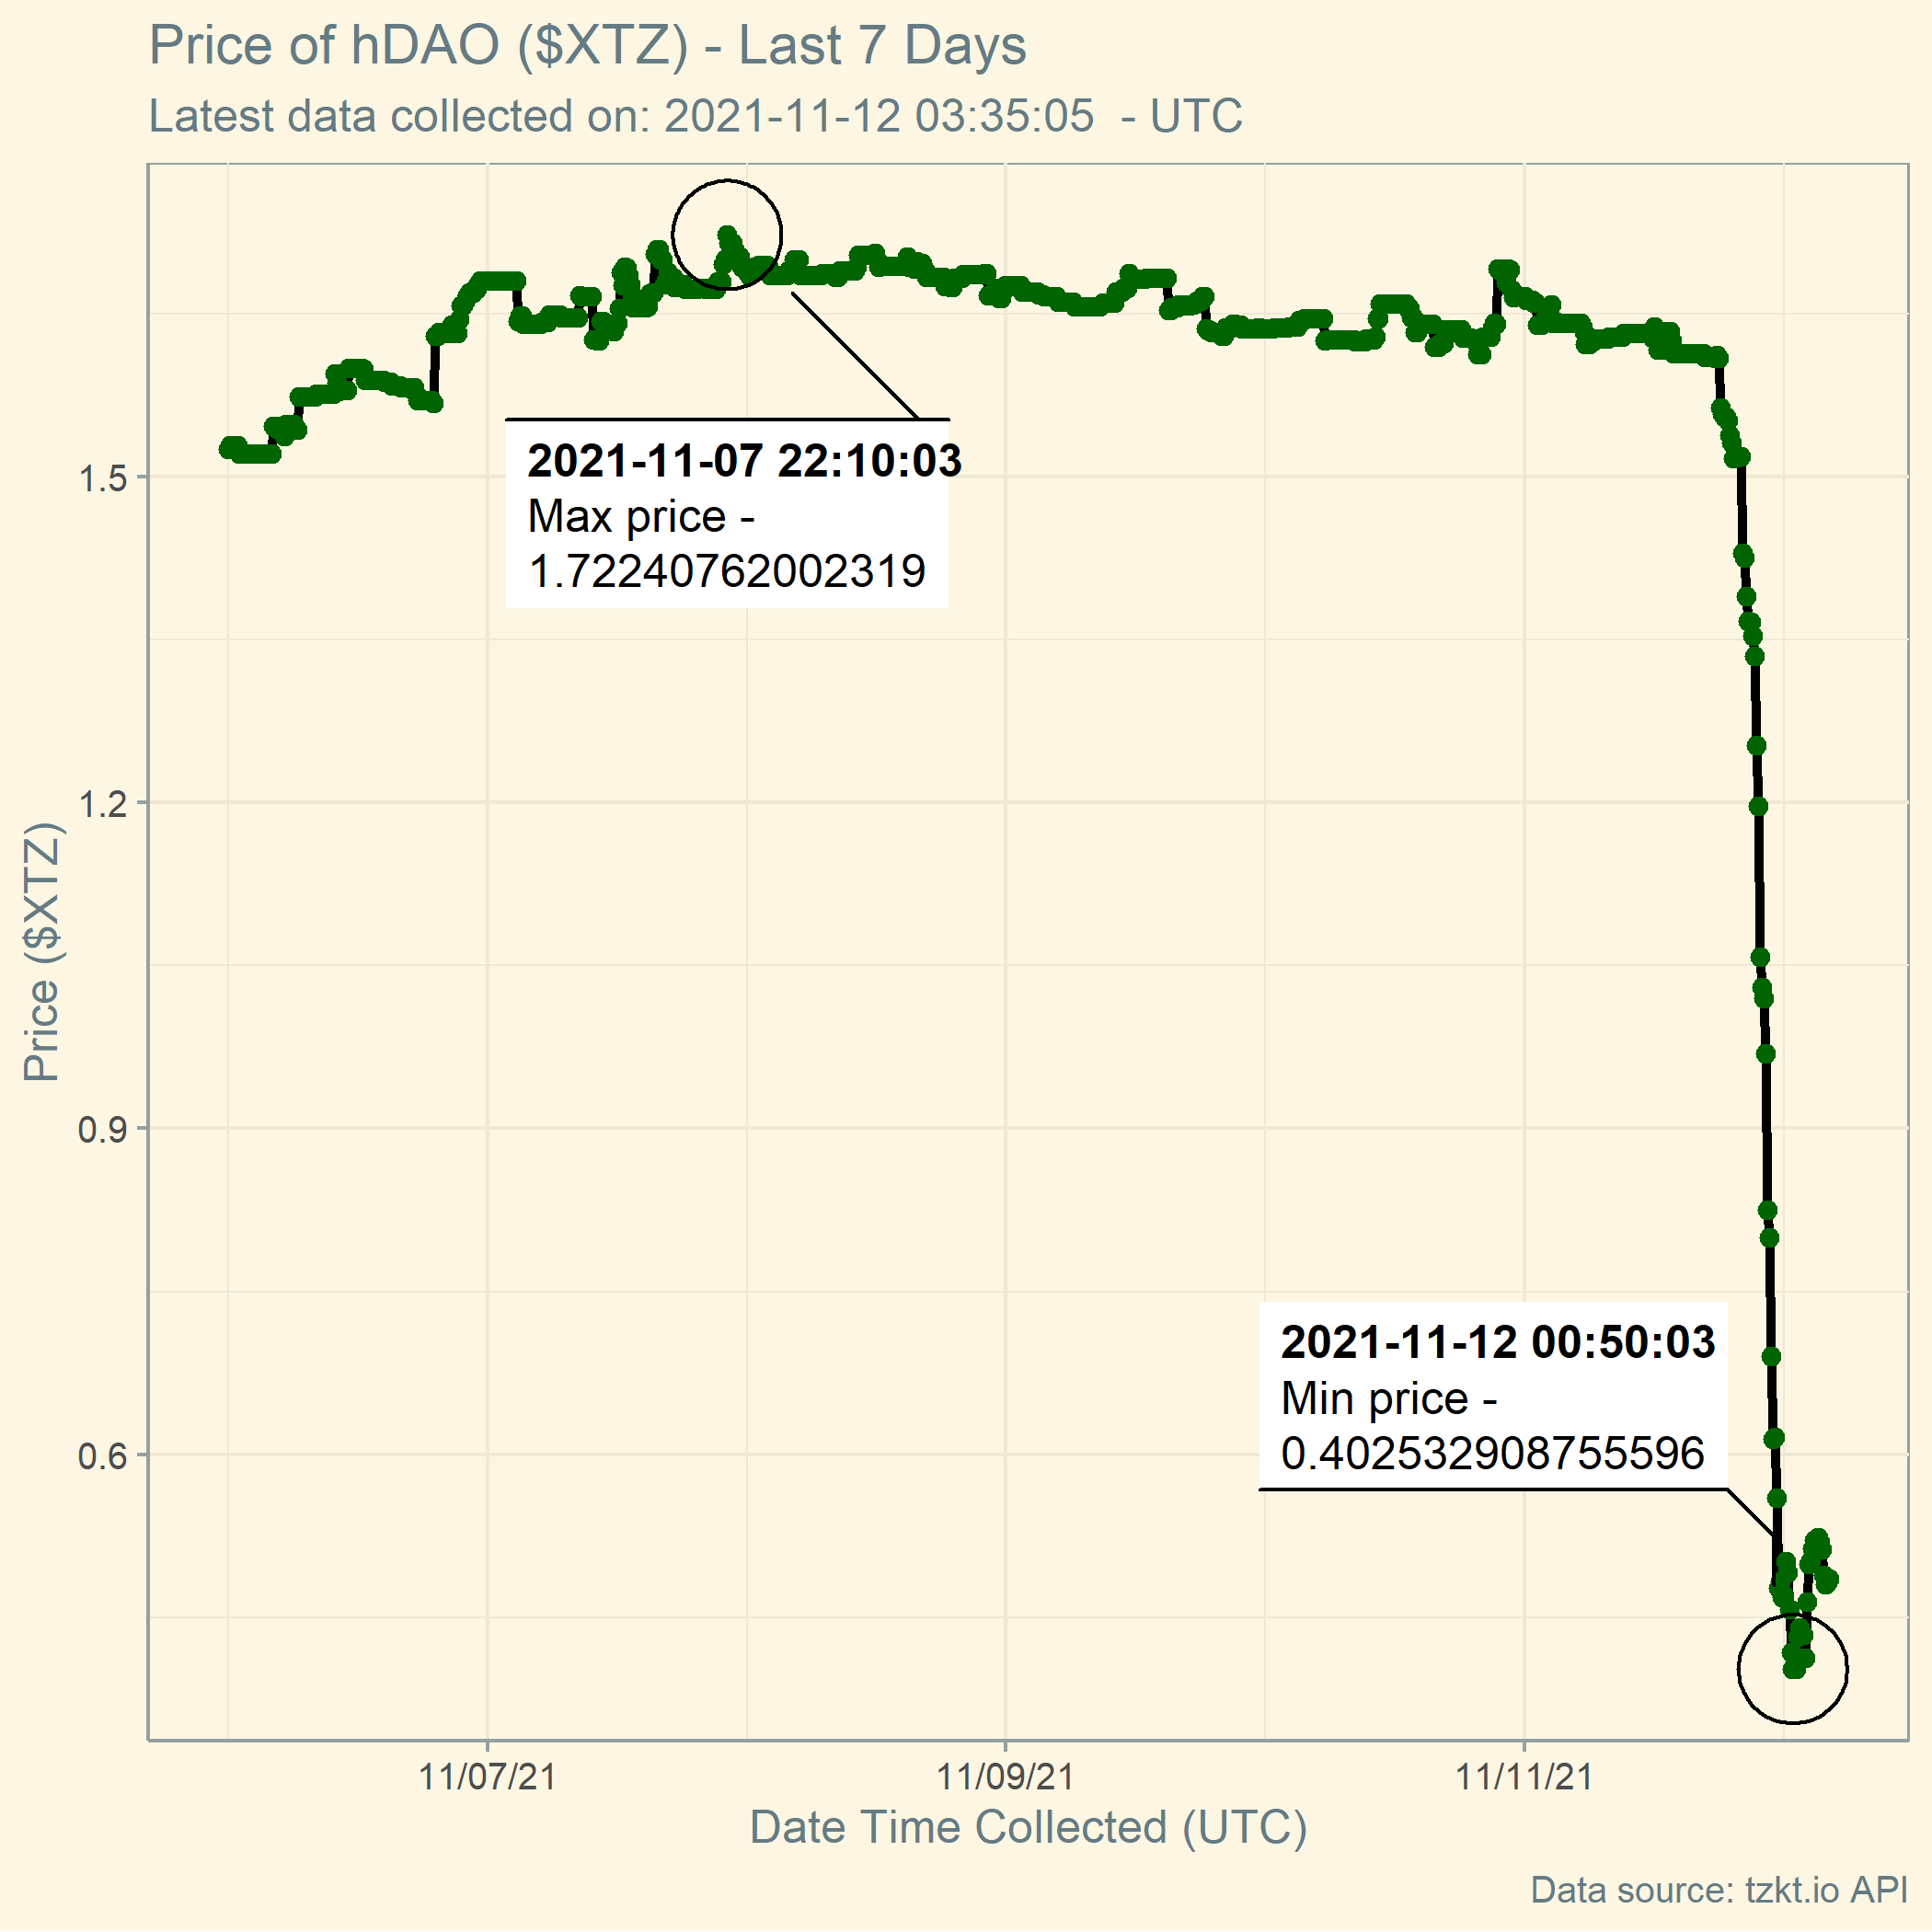 Price of hDAO ($XTZ) - Last 7 Days
Latest data collected on: 2021-11-12 03:35:05  - UTC
Price ($XTZ)
1.5
1.2
0.9
0.6
2021-11-07 22:10:03
Max price -
1.72240762002319
2021-11-12 00:50:03
Min price -
0.402532908755596
11/07/21
11/09/21
11/11/21
Date Time Collected (UTC)
Data source: tzkt.io API